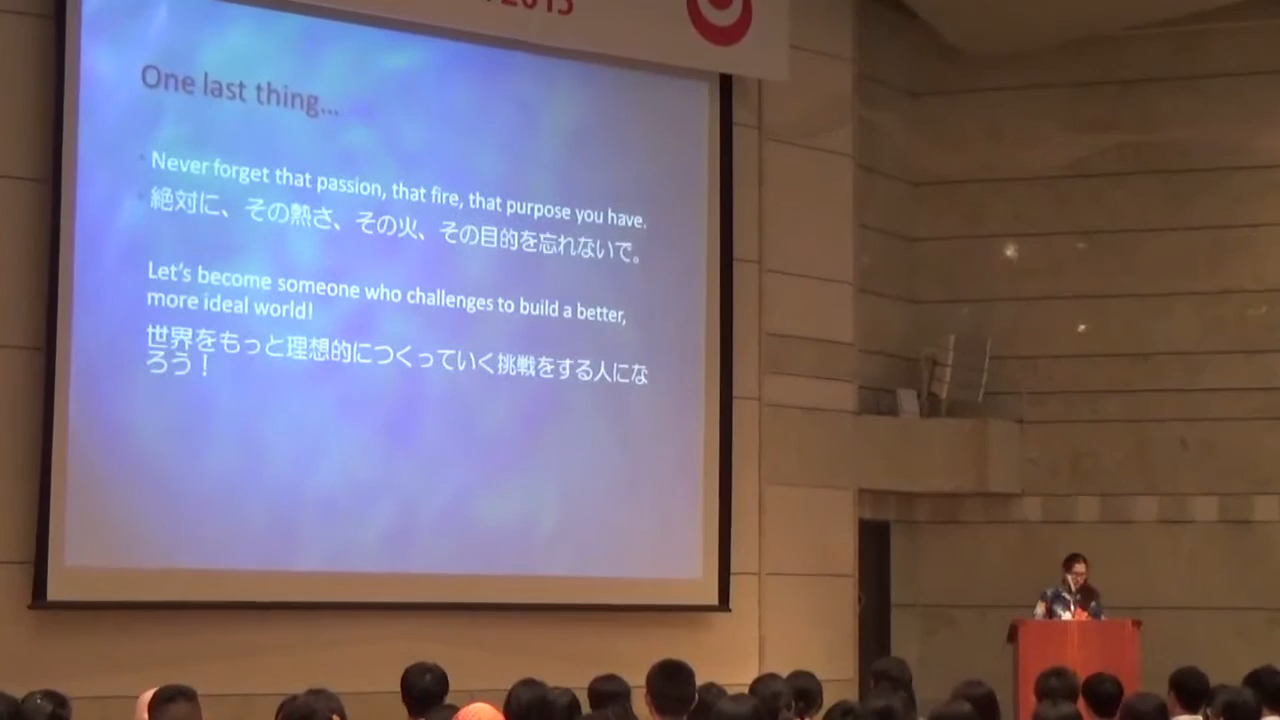 2015
One last thing...
Never forget that passion, that fire, that purpose you have.
絶対に、その熱さ、その火、その目的を忘れないで。
Let's become someone who challenges to build a better,
more ideal world!
世界をもっと理想的につくっていく挑戦をする人にな
ろう！